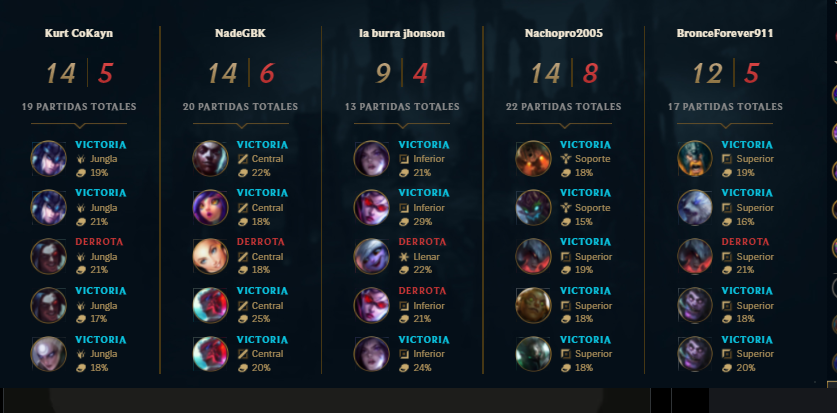 Kurt CoKayn
14 5
19 PARTIDAS TOTALES
VICTORIA
Jungla
19%
VICTORIA
Jungla
21%
DERROTA
Jungla
21%
VICTORIA
Jungla
17%
VICTORIA
Jungla
18%
NadeGBK
14 6
20 PARTIDAS TOTALES
VICTORIA
Central
22%
VICTORIA
Central
18%
DERROTA
Central
18%
VICTORIA
Central
25%
VICTORIA
Central
20%
la burra jhonson
9 4
13 PARTIDAS TOTALES
VICTORIA
Inferior
21%
VICTORIA
Inferior
29%
DERROTA
Llenar
22%
DERROTA
Inferior
21%
VICTORIA
Inferior
24%
Nachopro2005
14 8
22 PARTIDAS TOTALES
VICTORIA
Soporte
18%
VICTORIA
Soporte
15%
VICTORIA
Superior
19%
VICTORIA
Superior
18%
VICTORIA
Superior
18%
BronceForever911
12 5
17 PARTIDAS TOTALES
VICTORIA
Superior
19%
VICTORIA
Superior
16%
DERROTA
Superior
21%
VICTORIA
Superior
18%
VICTORIA
Superior
20%